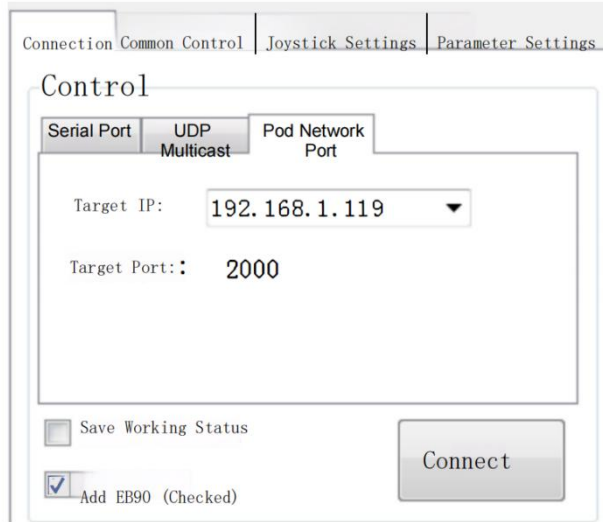 Connection Common Control Joystick Settings Parameter Settings
Control
Serial Port UDP Multicast Pod Network Port
Target IP: 192.168.1.119
Target Port:: 2000
Save Working Status
Add EB90 (Checked)
Connect